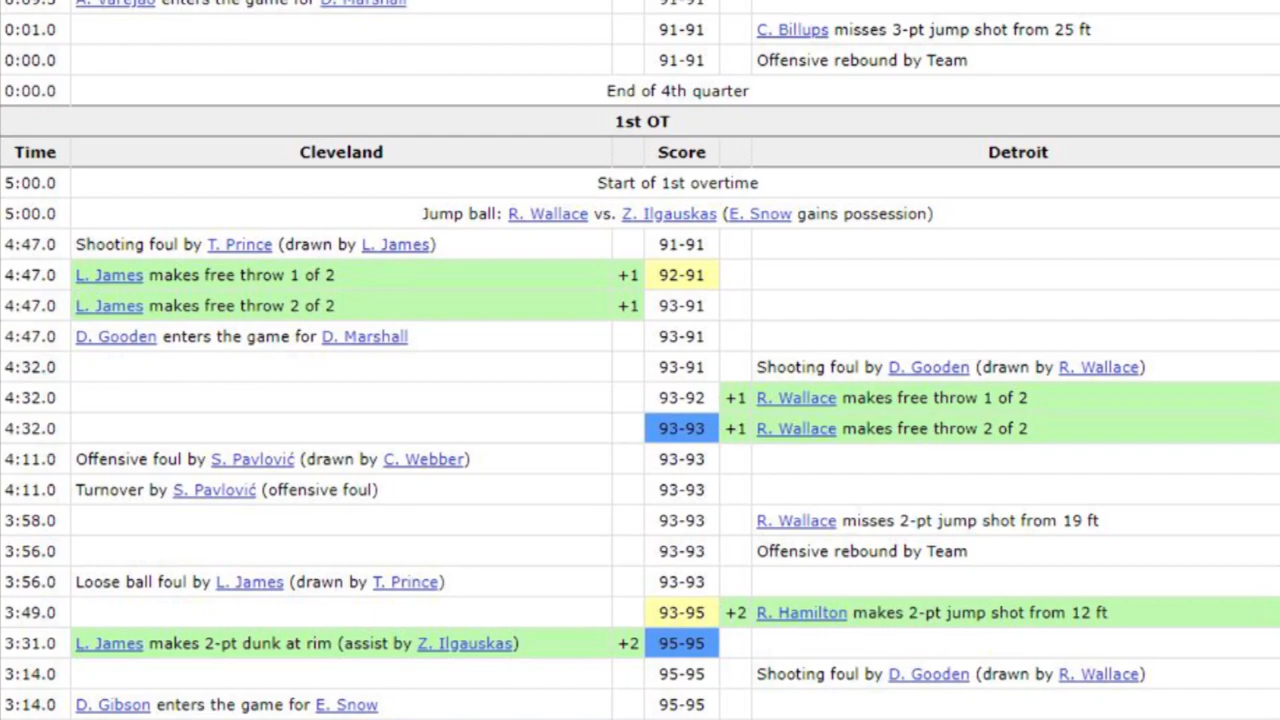 0:09.5 A. Varejao enters the game for D. Marshall 91-91
0:01.0 91-91 C. Billups misses 3-pt jump shot from 25 ft
0:00.0 91-91 Offensive rebound by Team
0:00.0 End of 4th quarter
1st OT
Time Cleveland Score Detroit
5:00.0 Start of 1st overtime
5:00.0 Jump ball: R. Wallace vs. Z. Ilgauskas (E. Snow gains possession)
4:47.0 Shooting foul by T. Prince (drawn by L. James) 91-91
4:47.0 L. James makes free throw 1 of 2 +1 92-91
4:47.0 L. James makes free throw 2 of 2 +1 93-91
4:47.0 D. Gooden enters the game for D. Marshall 93-91
4:32.0 93-91 Shooting foul by D. Gooden (drawn by R. Wallace)
4:32.0 93-92 +1 R. Wallace makes free throw 1 of 2
4:32.0 93-93 +1 R. Wallace makes free throw 2 of 2
4:11.0 Offensive foul by S. Pavlović (drawn by C. Webber) 93-93
4:11.0 Turnover by S. Pavlović (offensive foul) 93-93
3:58.0 93-93 R. Wallace misses 2-pt jump shot from 19 ft
3:56.0 93-93 Offensive rebound by Team
3:56.0 Loose ball foul by L. James (drawn by T. Prince) 93-93
3:49.0 93-95 +2 R. Hamilton makes 2-pt jump shot from 12 ft
3:31.0 L. James makes 2-pt dunk at rim (assist by Z. Ilgauskas) +2 95-95
3:14.0 95-95 Shooting foul by D. Gooden (drawn by R. Wallace)
3:14.0 D. Gibson enters the game for E. Snow 95-95